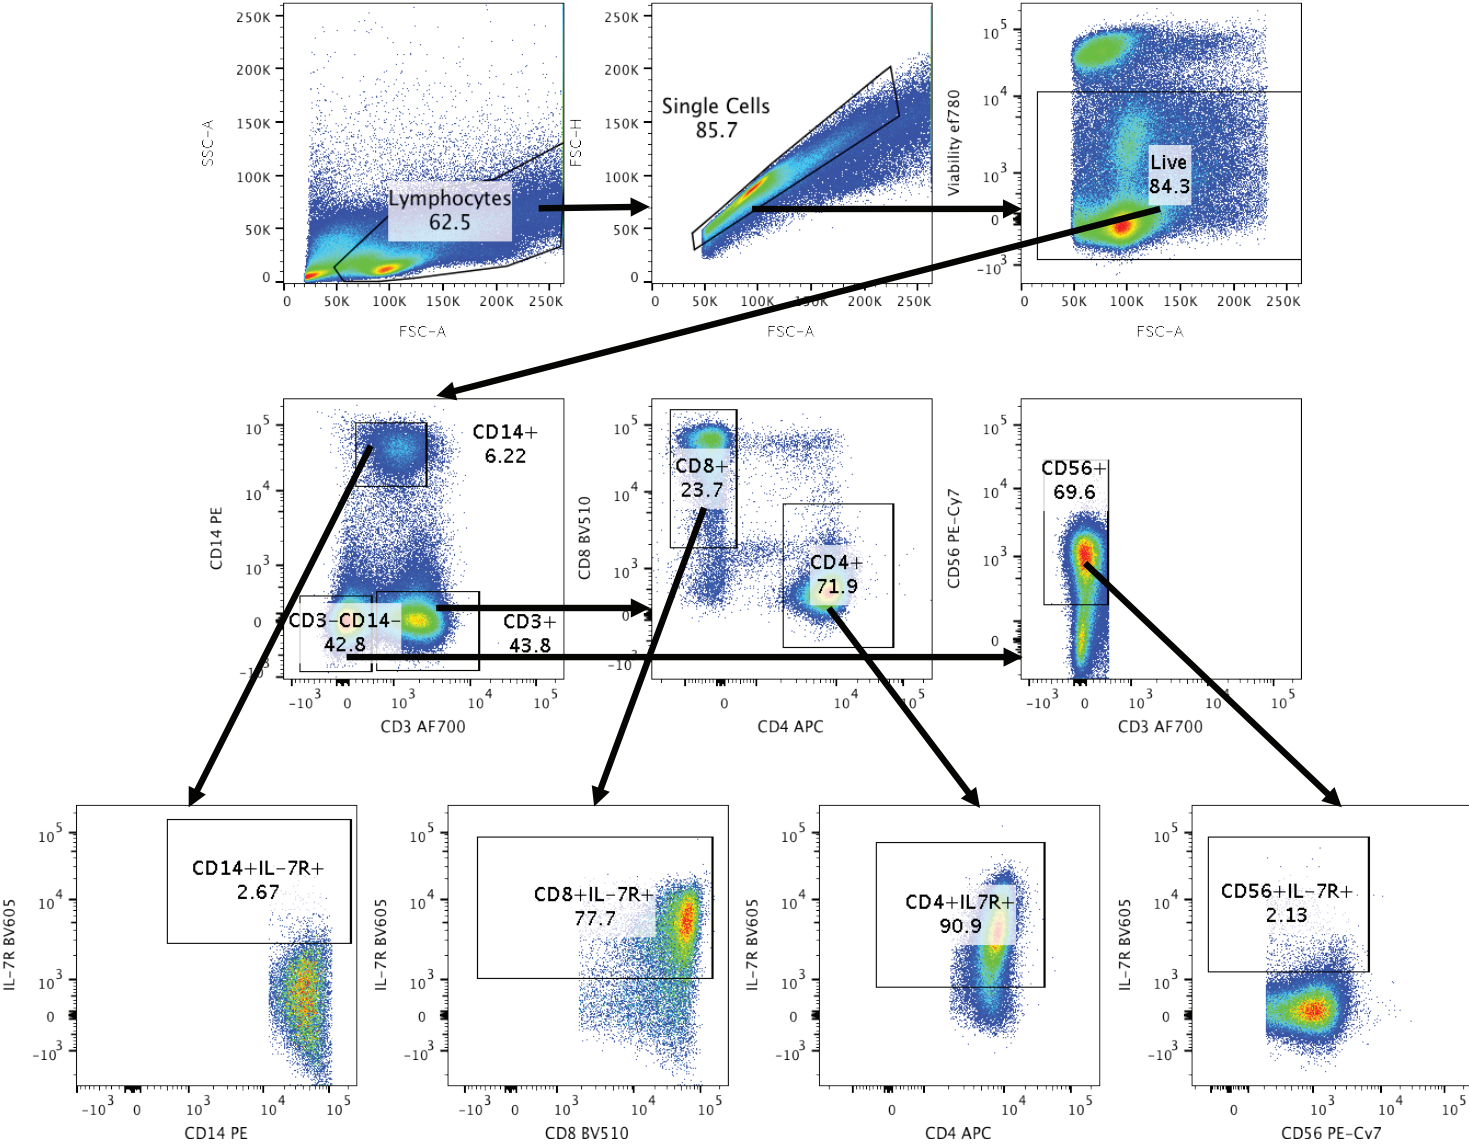 250K
200K
150K
100K
50K
0
SSC-A
Lymphocytes
62.5
0 50K 100K 150K 200K 250K
FSC-A
250K
200K
150K
100K
50K
0
FSC-H
Single Cells
85.7
0 50K 100K 150K 200K 250K
FSC-A
10^5
10^4
10^3
0
-10^3
Viability ef780
Live
84.3
0 50K 100K 150K 200K 250K
FSC-A
10^5
10^4
10^3
0
CD14 PE
CD14+
6.22
CD3-CD14-
42.8
CD3+
43.8
-10^3 0 10^3 10^4 10^5
CD3 AF700
10^5
10^4
10^3
0
CD8 BV510
CD8+
23.7
CD4+
71.9
0 10^4 10^5
CD4 APC
10^5
10^4
10^3
0
CD56 PE-Cy7
CD56+
69.6
-10^3 0 10^3 10^5
CD3 AF700
10^5
10^4
10^3
0
-10^3
IL-7R BV605
CD14+IL-7R+
2.67
-10^3 0 10^3 10^4 10^5
CD14 PE
10^5
10^4
10^3
0
-10^3
IL-7R BV605
CD8+IL-7R+
77.7
-10^3 0 10^3 10^4 10^5
CD8 BV510
10^5
10^4
10^3
0
-10^3
IL-7R BV605
CD4+IL7R+
90.9
0 10^4 10^5
CD4 APC
10^5
10^4
10^3
0
-10^3
IL-7R BV605
CD56+IL-7R+
2.13
0 10^3 10^4 10^5
CD56 PE-Cy7